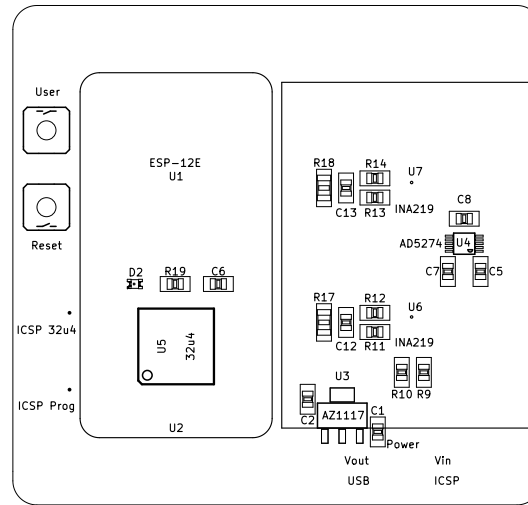 User
Reset
ICSP 32u4
ICSP Prog
ESP-12E
U1
D2
R19
C6
U5
32u4
U2
R18
C13
R14
R13
U7
INA219
C8
AD5274
U4
C7
C5
R17
C12
R12
R11
U6
INA219
R10
R9
U3
C2
AZ1117
C1
Power
Vout
Vin
USB
ICSP